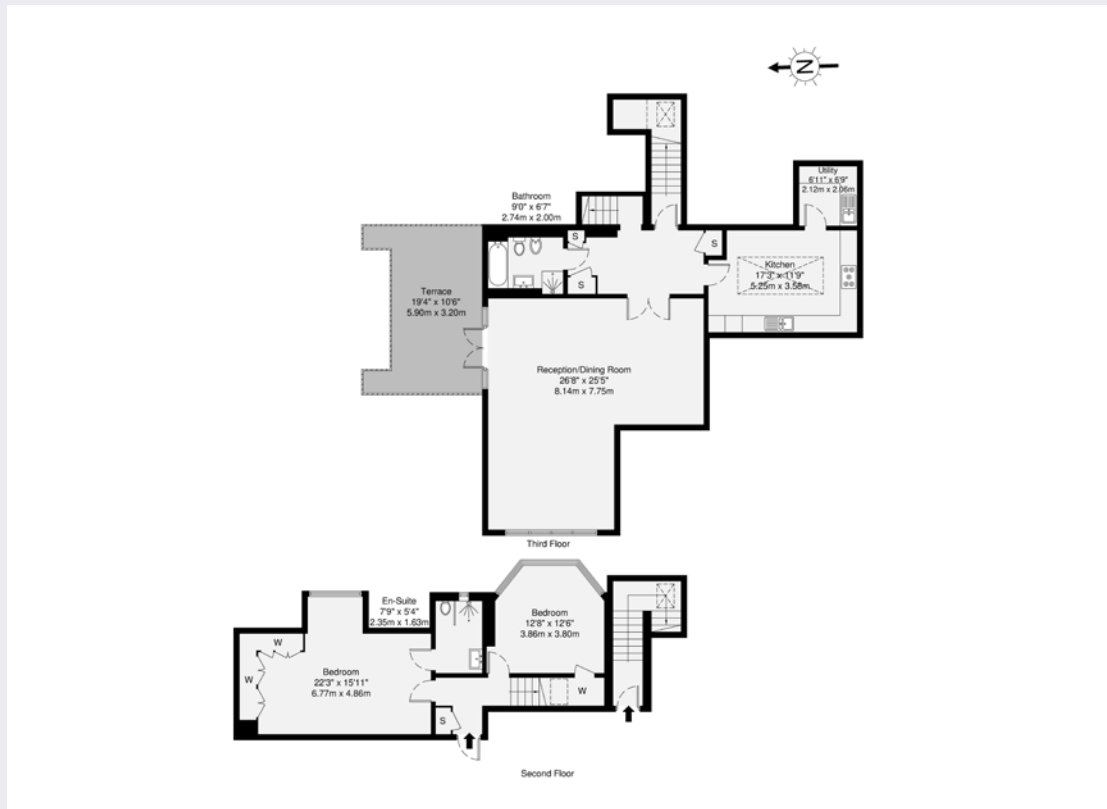 N
Utility
6'11" x 6'9"
2.12m x 2.06m
Bathroom
9'0" x 6'7"
2.74m x 2.00m
S
S
S
Kitchen
17'3" x 11'9"
5.25m x 3.58m
Terrace
19'4" x 10'6"
5.90m x 3.20m
Reception/Dining Room
26'8" x 25'5"
8.14m x 7.75m
Third Floor
En-Suite
7'9" x 5'4"
2.35m x 1.63m
Bedroom
12'8" x 12'6"
3.86m x 3.80m
W
W
Bedroom
22'3" x 15'11"
6.77m x 4.86m
W
S
Second Floor